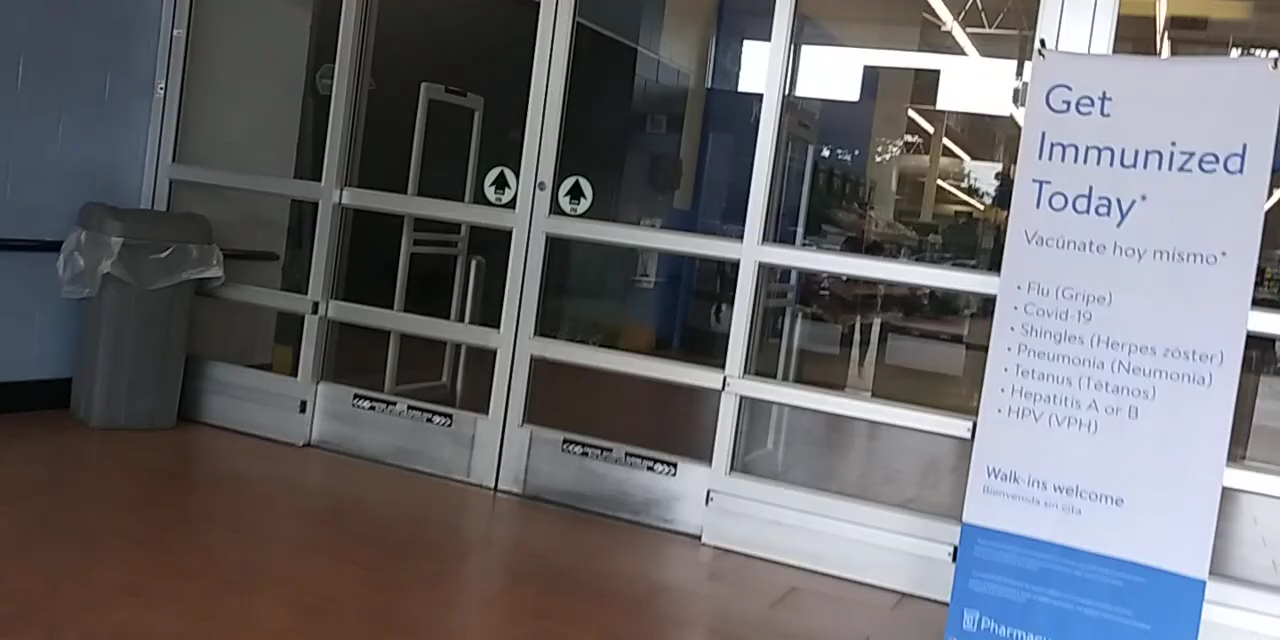 IN
IN
Get
Immunized
Today*
Vacúnate hoy mismo*
• Flu (Gripe)
• Covid-19
• Shingles (Herpes zóster)
• Pneumonia (Neumonía)
• Tetanus (Tétanos)
• Hepatitis A or B
• HPV (VPH)
Walk-ins welcome
Bienvenida sin cita